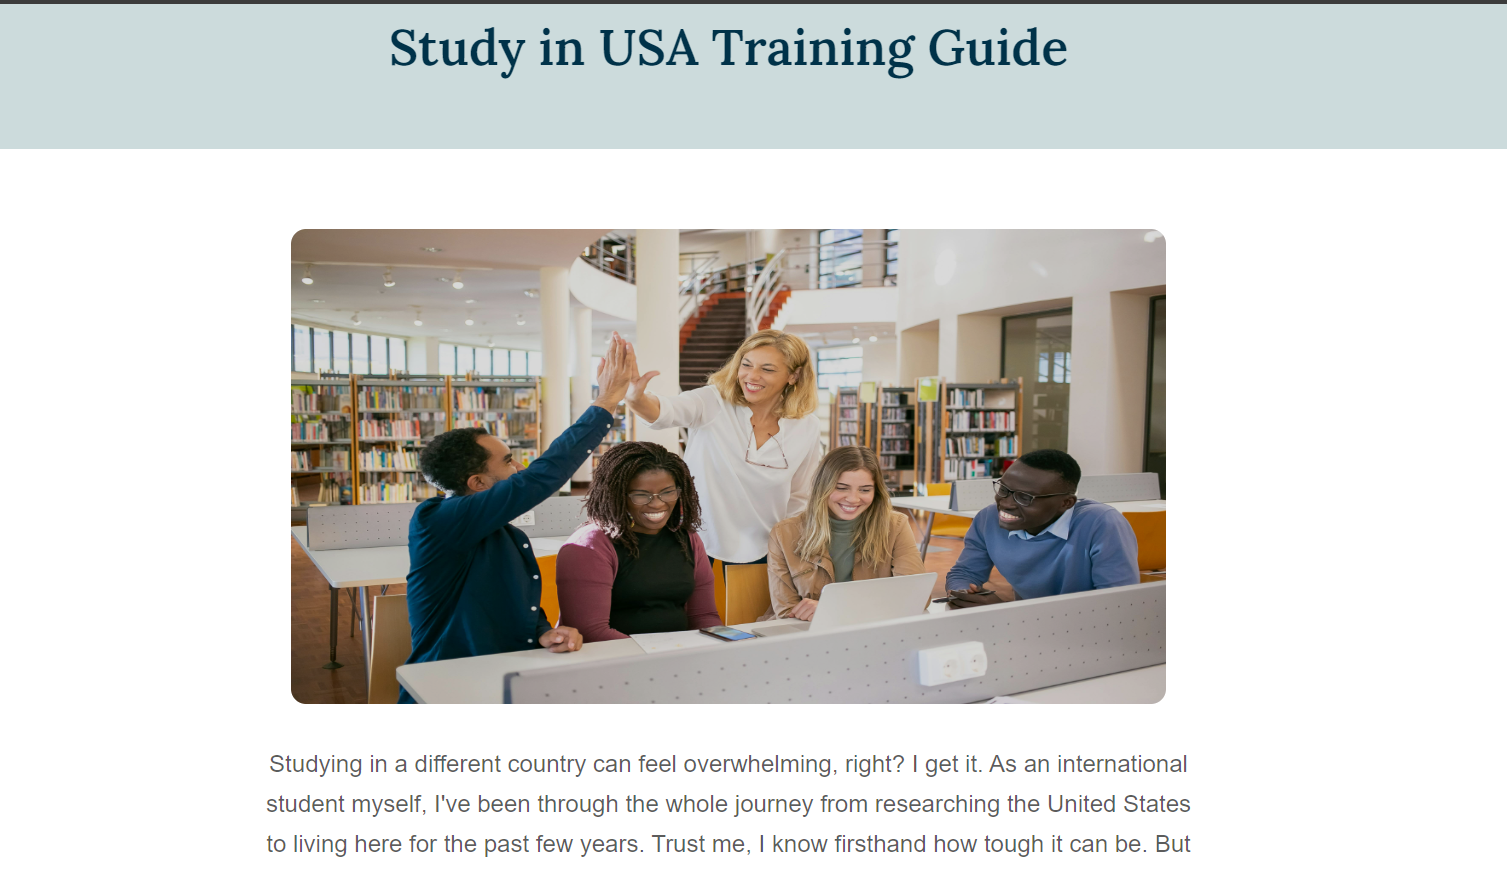 Study in USA Training Guide
Studying in a different country can feel overwhelming, right? I get it. As an international
student myself, I've been through the whole journey from researching the United States
to living here for the past few years. Trust me, I know firsthand how tough it can be. But